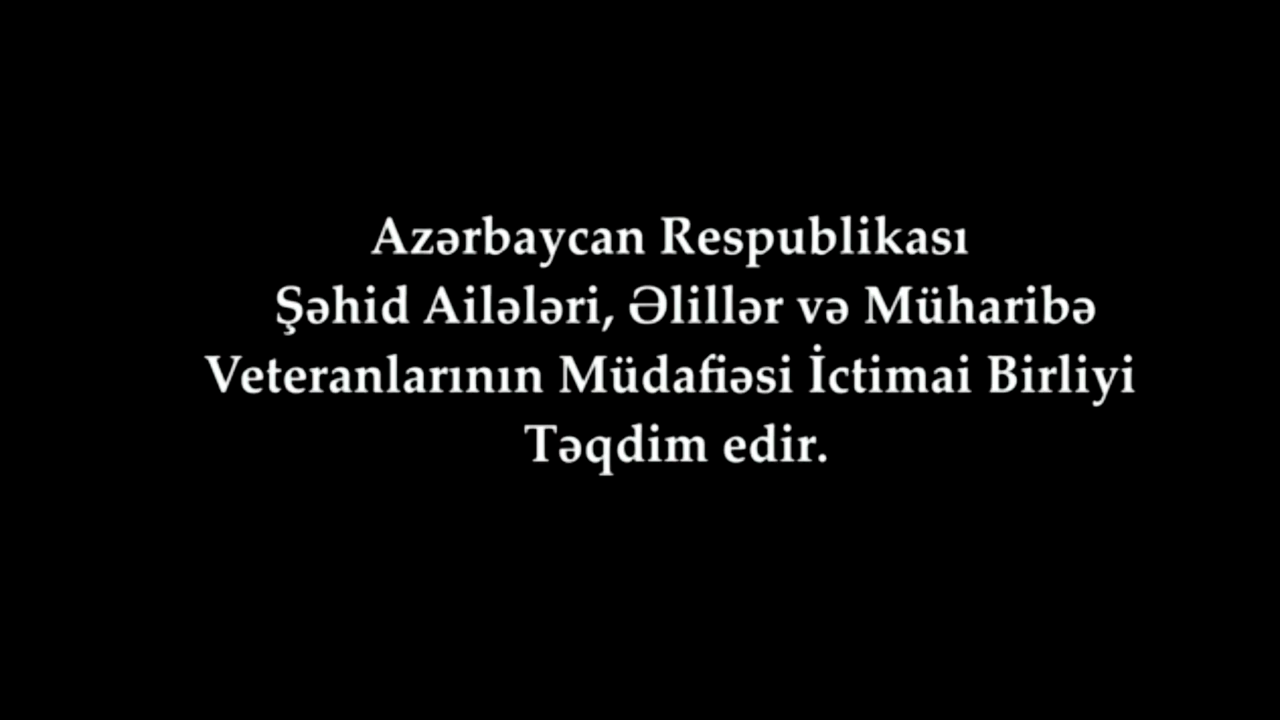 Azərbaycan Respublikası
Şəhid Ailələri, Əlillər və Müharibə
Veteranlarının Müdafiəsi İctimai Birliyi
Təqdim edir.